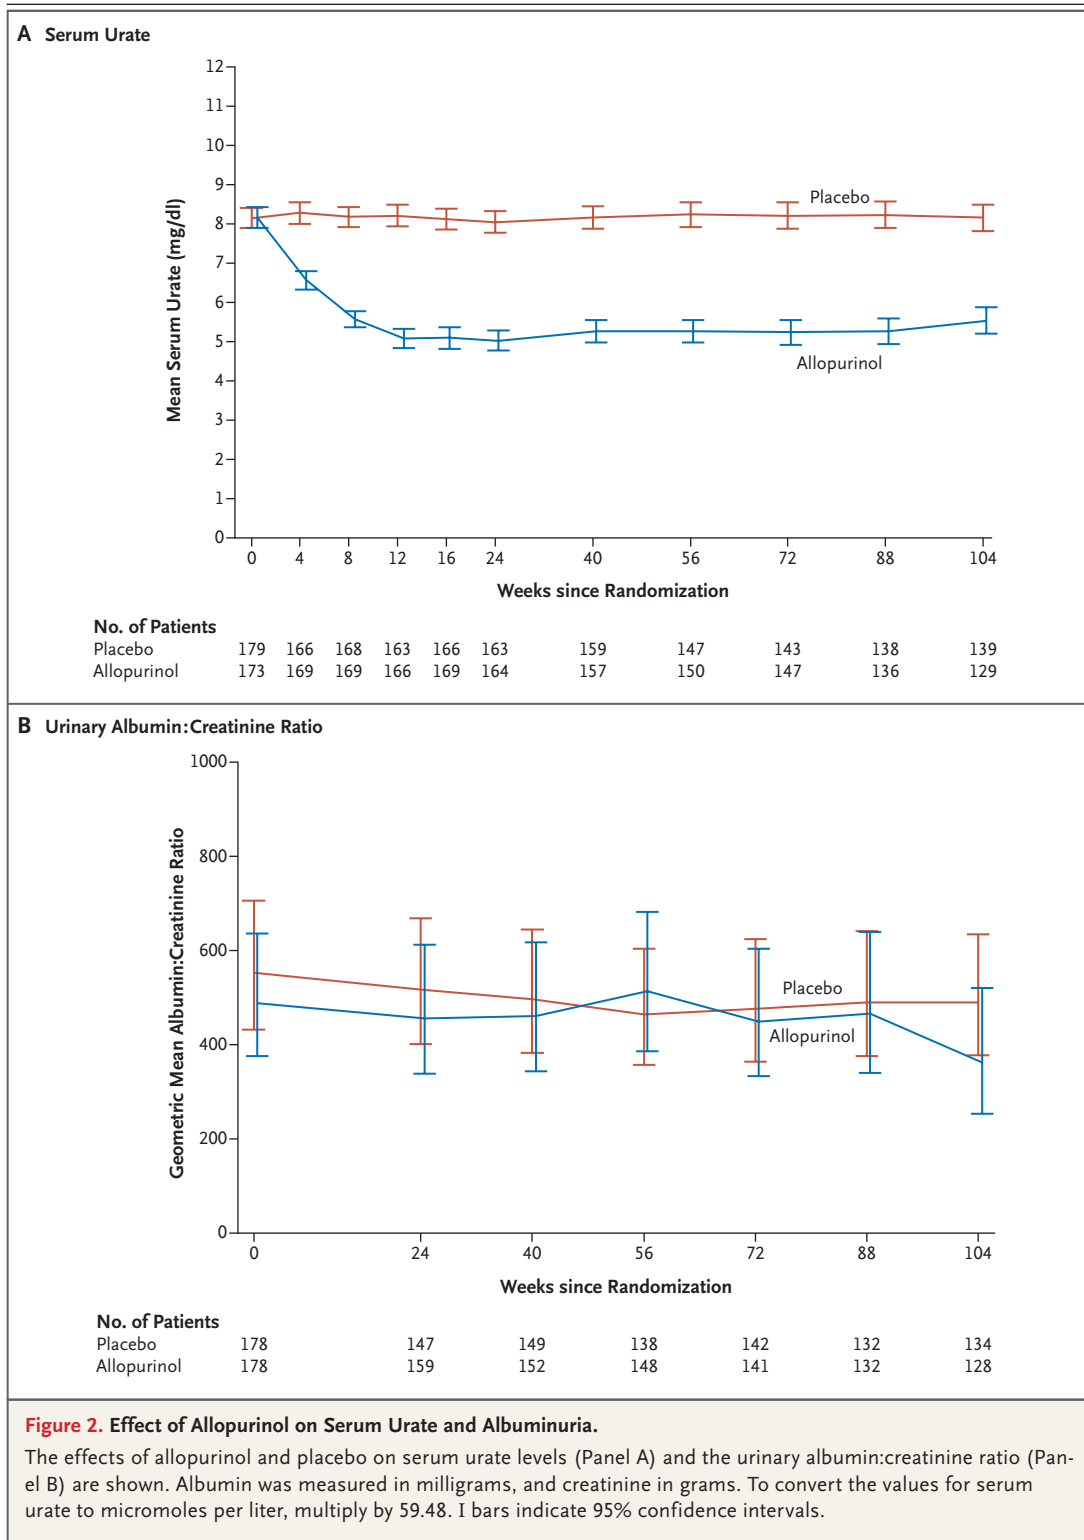 A Serum Urate
12
11
10
9
8
7
6
5
4
3
2
1
0
Mean Serum Urate (mg/dl)
Placebo
Allopurinol
0 4 8 12 16 24 40 56 72 88 104
Weeks since Randomization
No. of Patients
Placebo 179 166 168 163 166 163 159 147 143 138 139
Allopurinol 173 169 169 166 169 164 157 150 147 136 129
B Urinary Albumin:Creatinine Ratio
1000
800
600
400
200
0
Geometric Mean Albumin:Creatinine Ratio
Placebo
Allopurinol
0 24 40 56 72 88 104
Weeks since Randomization
No. of Patients
Placebo 178 147 149 138 142 132 134
Allopurinol 178 159 152 148 141 132 128
Figure 2. Effect of Allopurinol on Serum Urate and Albuminuria.
The effects of allopurinol and placebo on serum urate levels (Panel A) and the urinary albumin:creatinine ratio (Pan-
el B) are shown. Albumin was measured in milligrams, and creatinine in grams. To convert the values for serum
urate to micromoles per liter, multiply by 59.48. I bars indicate 95% confidence intervals.